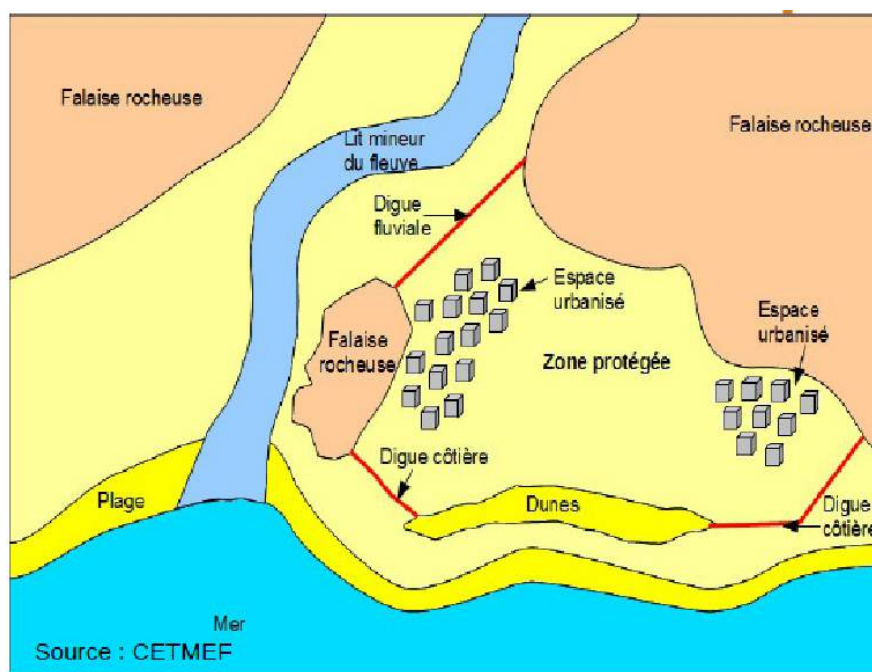 Falaise rocheuse
Falaise rocheuse
Lit mineur
du fleuve
Digue
fluviale
Espace
urbanisé
Espace
urbanisé
Falaise
rocheuse
Zone protégée
Digue côtière
Plage
Dunes
Digue
côtière
Mer
Source : CETMEF